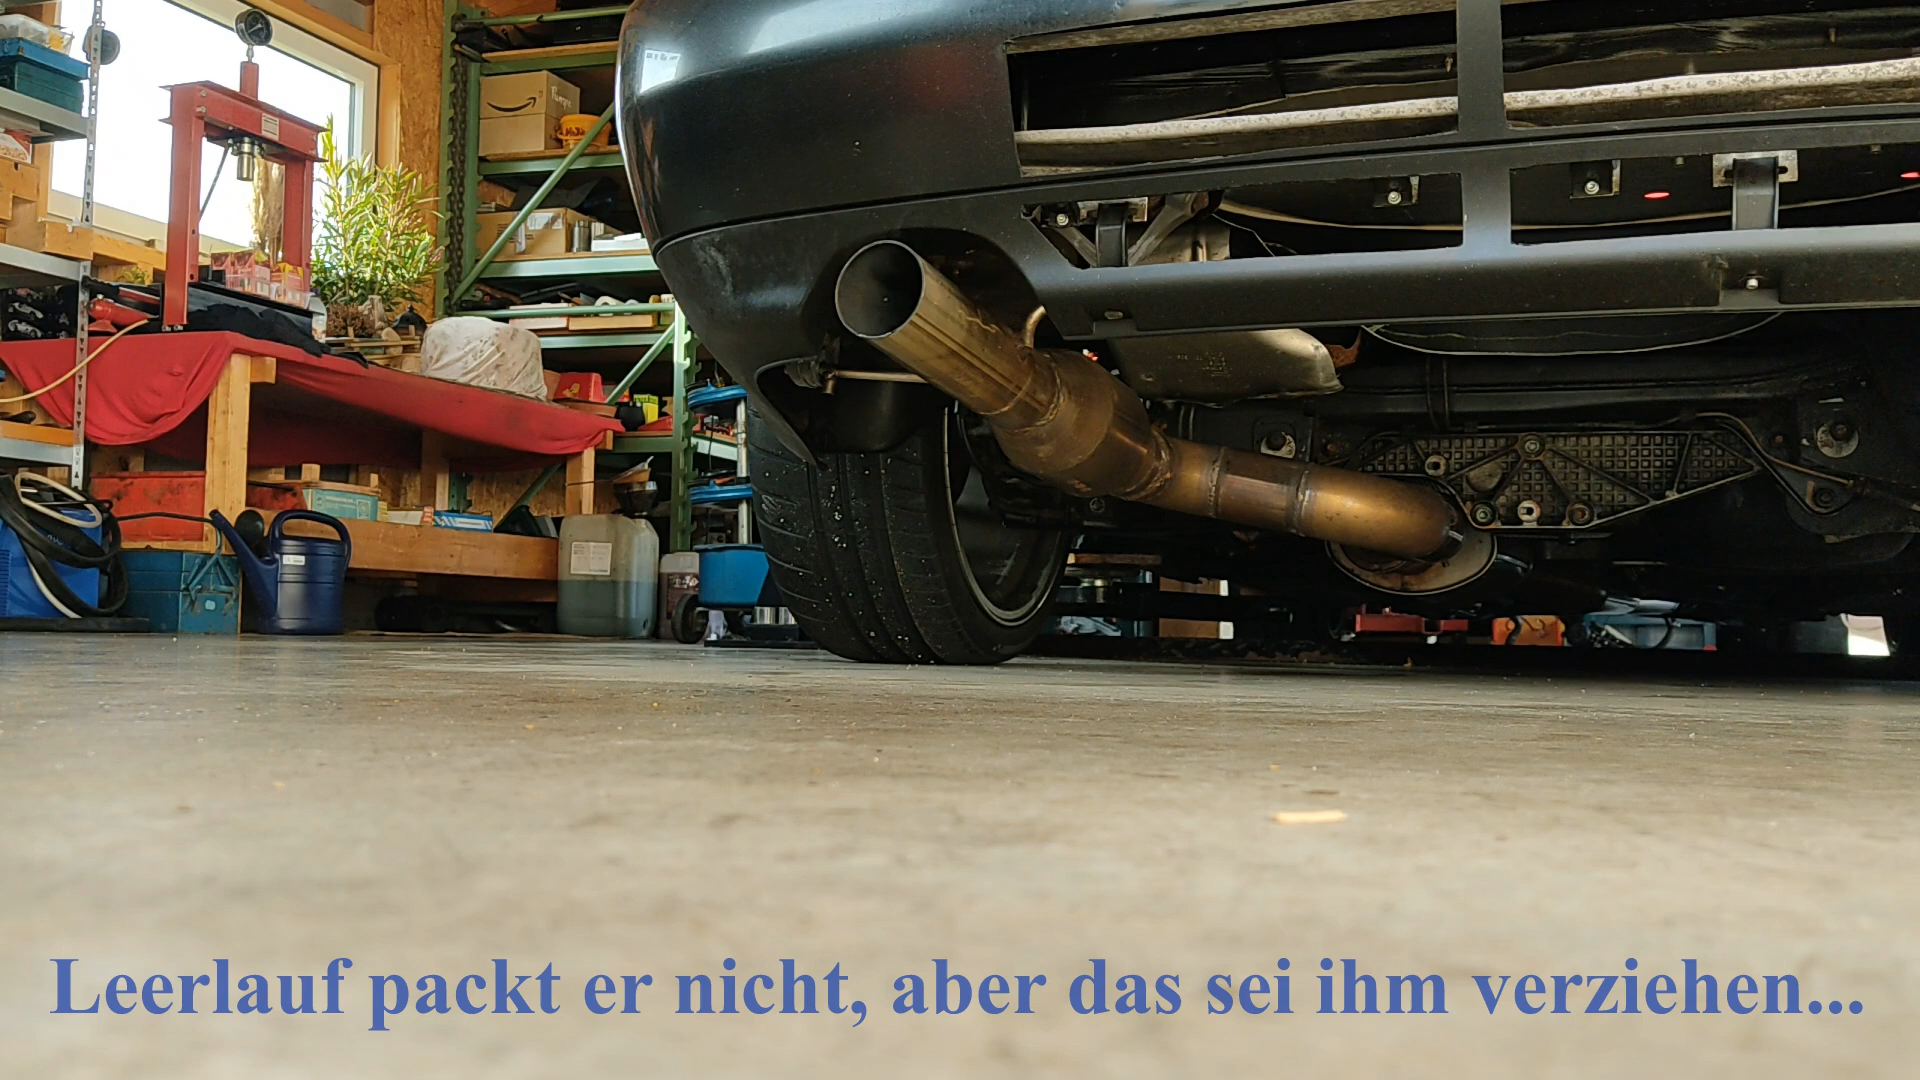 Leerlauf packt er nicht, aber das sei ihm verziehen...